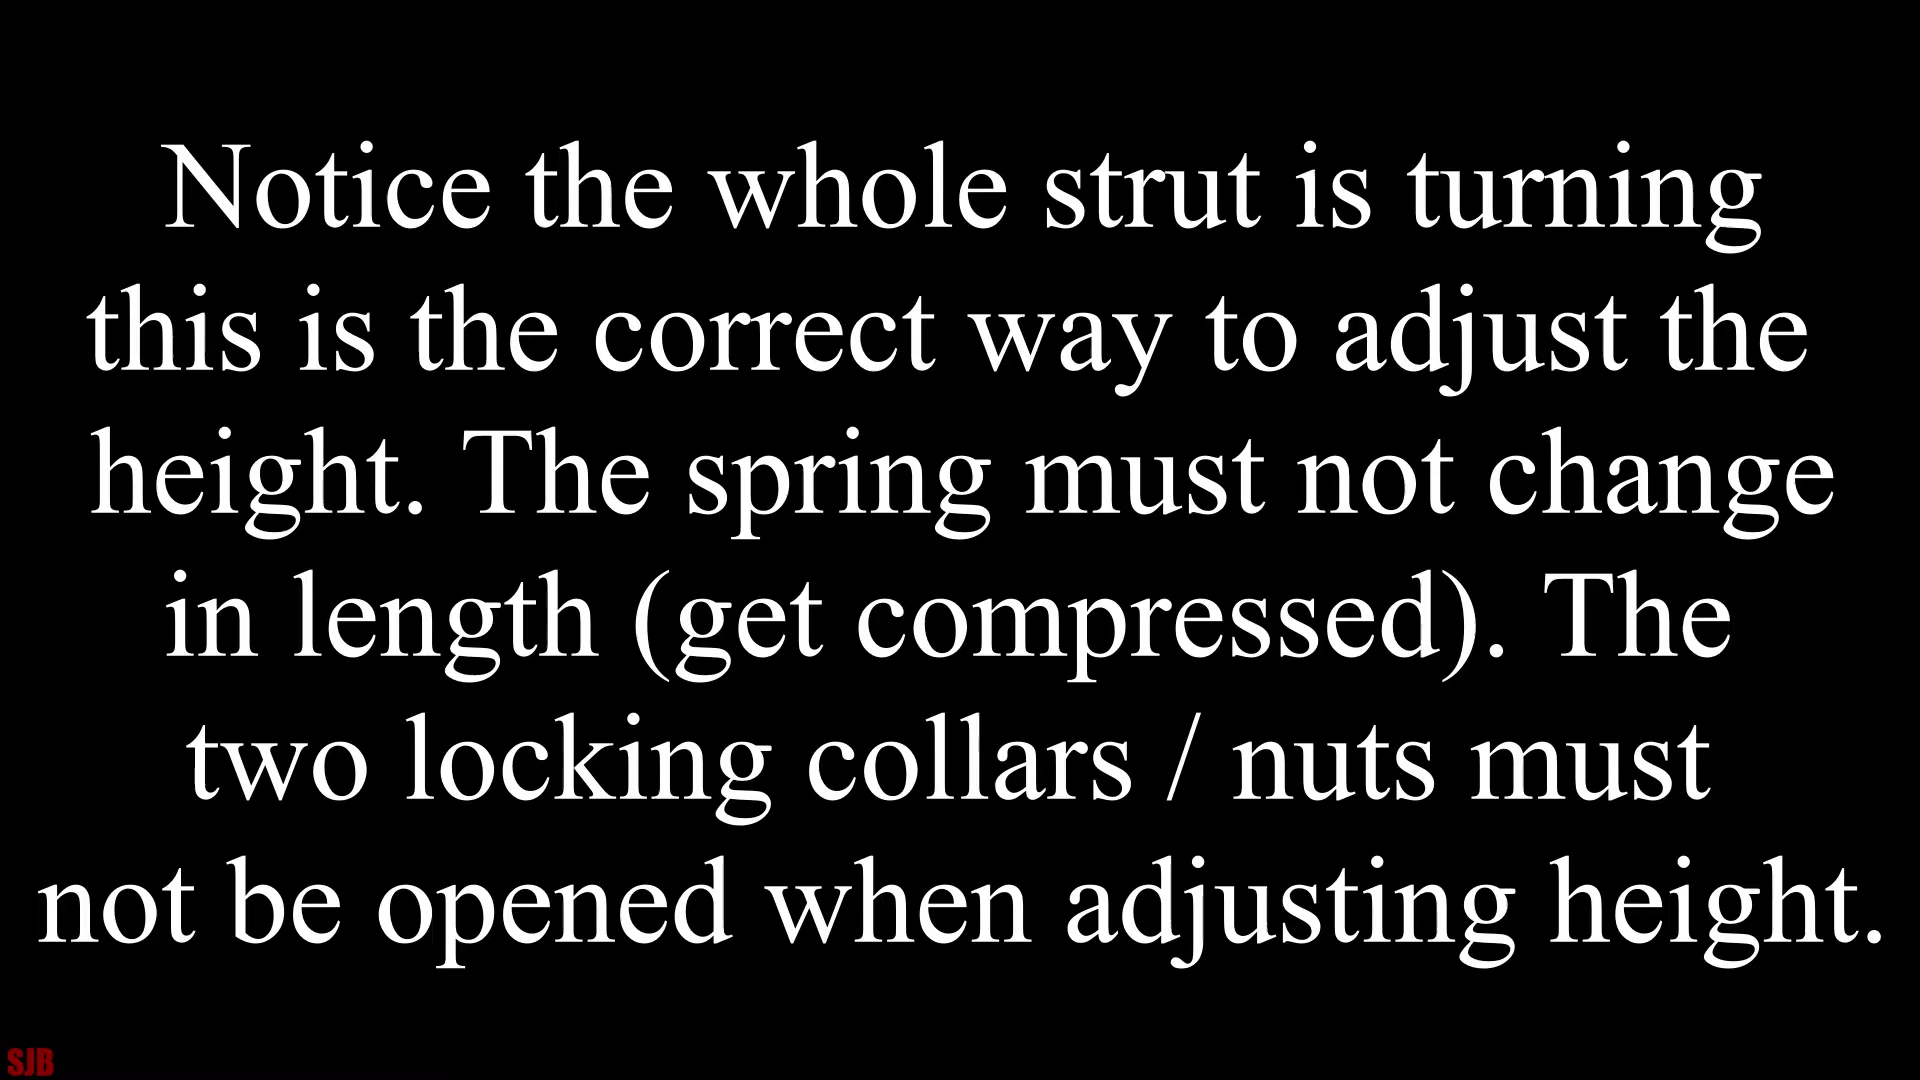 Notice the whole strut is turning
this is the correct way to adjust the
height. The spring must not change
in length (get compressed). The
two locking collars / nuts must
not be opened when adjusting height.
SJB